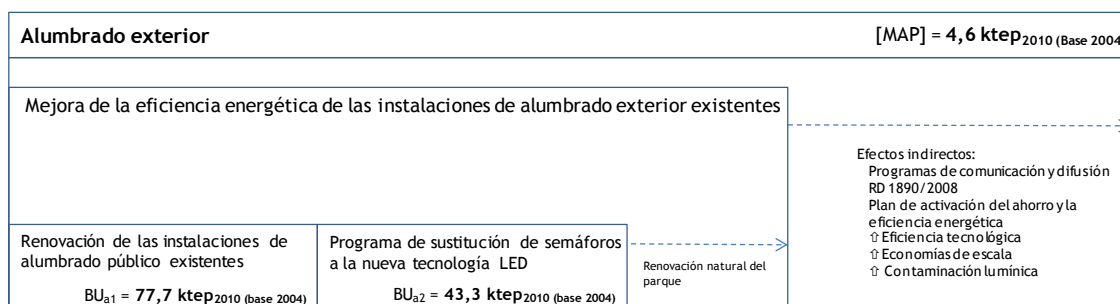 Alumbrado exterior
[MAP] = 4,6 ktep2010 (Base 2004)
Mejora de la eficiencia energética de las instalaciones de alumbrado exterior existentes
Efectos indirectos:
Programas de comunicación y difusión
RD 1890/2008
Plan de activación del ahorro y la
eficiencia energética
⇧ Eficiencia tecnológica
⇧ Economías de escala
⇧ Contaminación lumínica
Renovación de las instalaciones de
alumbrado público existentes
BUa1 = 77,7 ktep2010 (base 2004)
Programa de sustitución de semáforos
a la nueva tecnología LED
BUa2 = 43,3 ktep2010 (base 2004)
Renovación natural del
parque